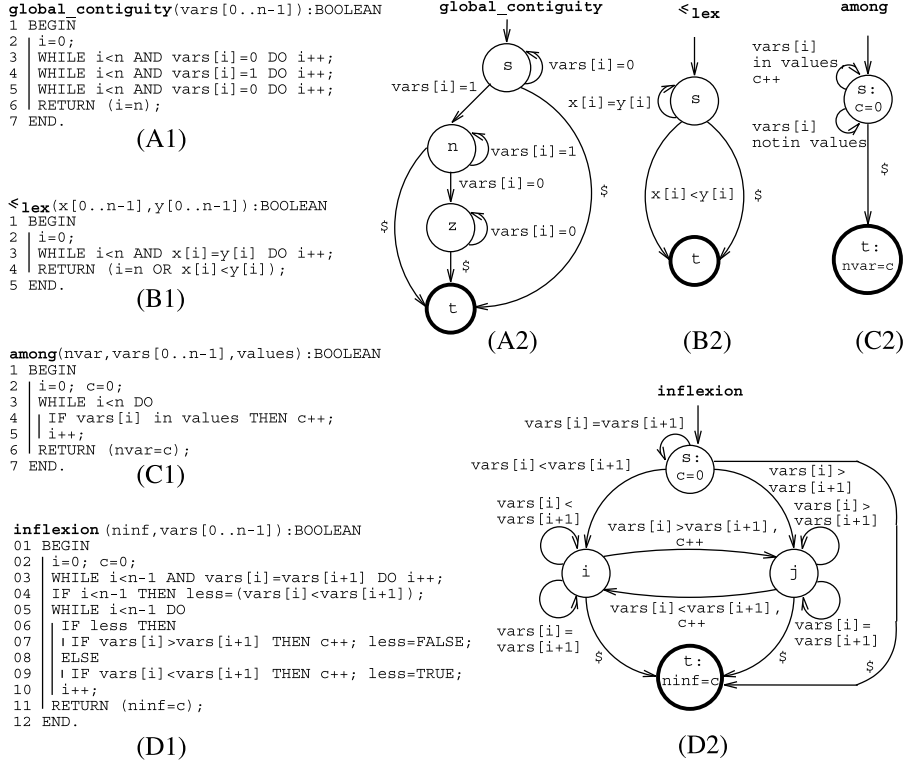 global_contiguity(vars[0..n-1]):BOOLEAN
1 BEGIN
2 i=0;
3 WHILE i<n AND vars[i]=0 DO i++;
4 WHILE i<n AND vars[i]=1 DO i++;
5 WHILE i<n AND vars[i]=0 DO i++;
6 RETURN (i=n);
7 END.
(A1)
≤lex(x[0..n-1],y[0..n-1]):BOOLEAN
1 BEGIN
2 i=0;
3 WHILE i<n AND x[i]=y[i] DO i++;
4 RETURN (i=n OR x[i]<y[i]);
5 END.
(B1)
among(nvar,vars[0..n-1],values):BOOLEAN
1 BEGIN
2 i=0; c=0;
3 WHILE i<n DO
4 IF vars[i] in values THEN c++;
5 i++;
6 RETURN (nvar=c);
7 END.
(C1)
inflexion(ninf,vars[0..n-1]):BOOLEAN
01 BEGIN
02 i=0; c=0;
03 WHILE i<n-1 AND vars[i]=vars[i+1] DO i++;
04 IF i<n-1 THEN less=(vars[i]<vars[i+1]);
05 WHILE i<n-1 DO
06 IF less THEN
07 IF vars[i]>vars[i+1] THEN c++; less=FALSE;
08 ELSE
09 IF vars[i]<vars[i+1] THEN c++; less=TRUE;
10 i++;
11 RETURN (ninf=c);
12 END.
(D1)
global_contiguity
s
vars[i]=0
vars[i]=1
n
vars[i]=1
vars[i]=0
$
$
z
vars[i]=0
$
t
(A2)
≤lex
s
x[i]=y[i]
x[i]<y[i]
$
t
(B2)
among
vars[i]
in values,
c++
s:
c=0
vars[i]
notin values
$
t:
nvar=c
(C2)
inflexion
vars[i]=vars[i+1]
s:
c=0
vars[i]<vars[i+1]
vars[i]>
vars[i+1]
vars[i]<
vars[i+1]
vars[i]>
vars[i+1]
vars[i]>vars[i+1],
c++
i
j
vars[i]<vars[i+1],
c++
vars[i]=
vars[i+1]
vars[i]=
vars[i+1]
$
$
$
t:
ninf=c
(D2)